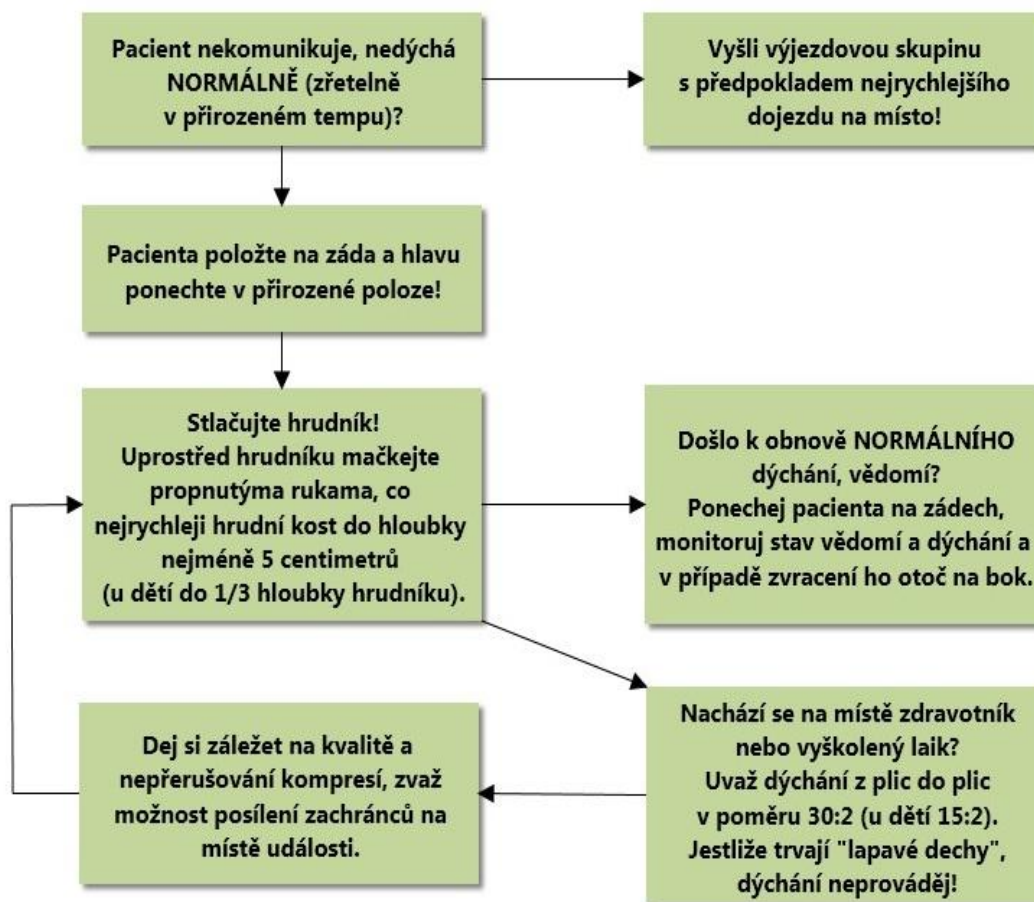 Pacient nekomunikuje, nedýchá
NORMÁLNĚ (zřetelně
v přirozeném tempu)?
Vyšli výjezdovou skupinu
s předpokladem nejrychlejšího
dojezdu na místo!
Pacienta položte na záda a hlavu
ponechte v přirozené poloze!
Stlačujte hrudník!
Uprostřed hrudníku mačkejte
propnutýma rukama, co
nejrychleji hrudní kost do hloubky
nejméně 5 centimetrů
(u dětí do 1/3 hloubky hrudníku).
Došlo k obnově NORMÁLNÍHO
dýchání, vědomí?
Ponechej pacienta na zádech,
monitoruj stav vědomí a dýchání a
v případě zvracení ho otoč na bok.
Nachází se na místě zdravotník
nebo vyškolený laik?
Uvaž dýchání z plic do plic
v poměru 30:2 (u dětí 15:2).
Jestliže trvají "lapavé dechy",
dýchání neprováděj!
Dej si záležet na kvalitě a
nepřerušování kompresí, zvaž
možnost posílení zachránců na
místě události.